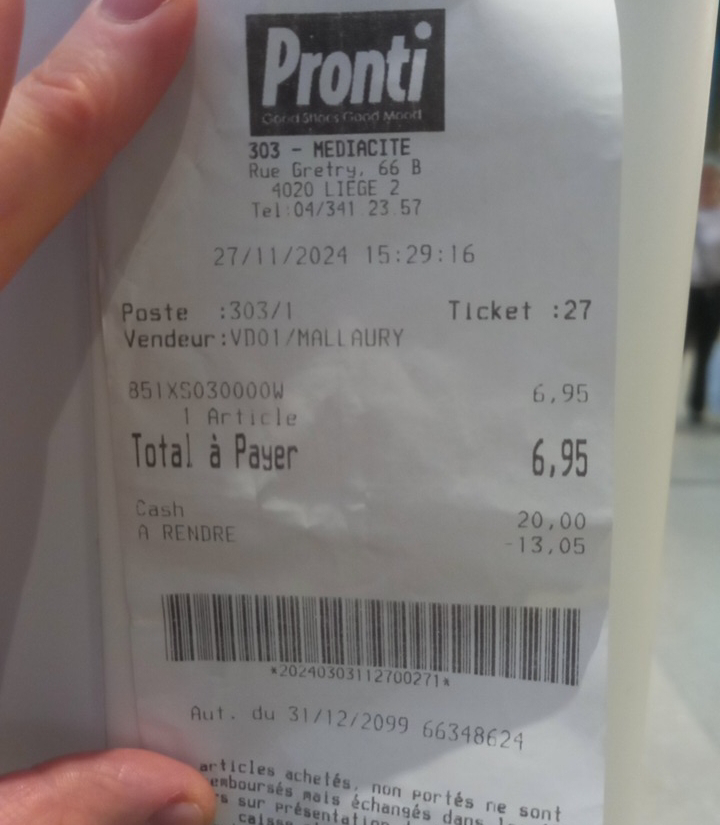 Pronti
Good Shoes Good Mood
303 - MEDIACITE
Rue Gretry, 66 B
4020 LIEGE 2
Tel:04/341 23.57
27/11/2024 15:29:16
Poste :303/1 Ticket :27
Vendeur:VD01/MALLAURY
851XS030000W 6,95
1 Article
Total à Payer 6,95
Cash 20,00
A RENDRE -13,05
*20240303112700271*
Aut. du 31/12/2099 66348624
articles achetés, non portés ne sont
emboursés mais échangés dans
sur présentation
caisse